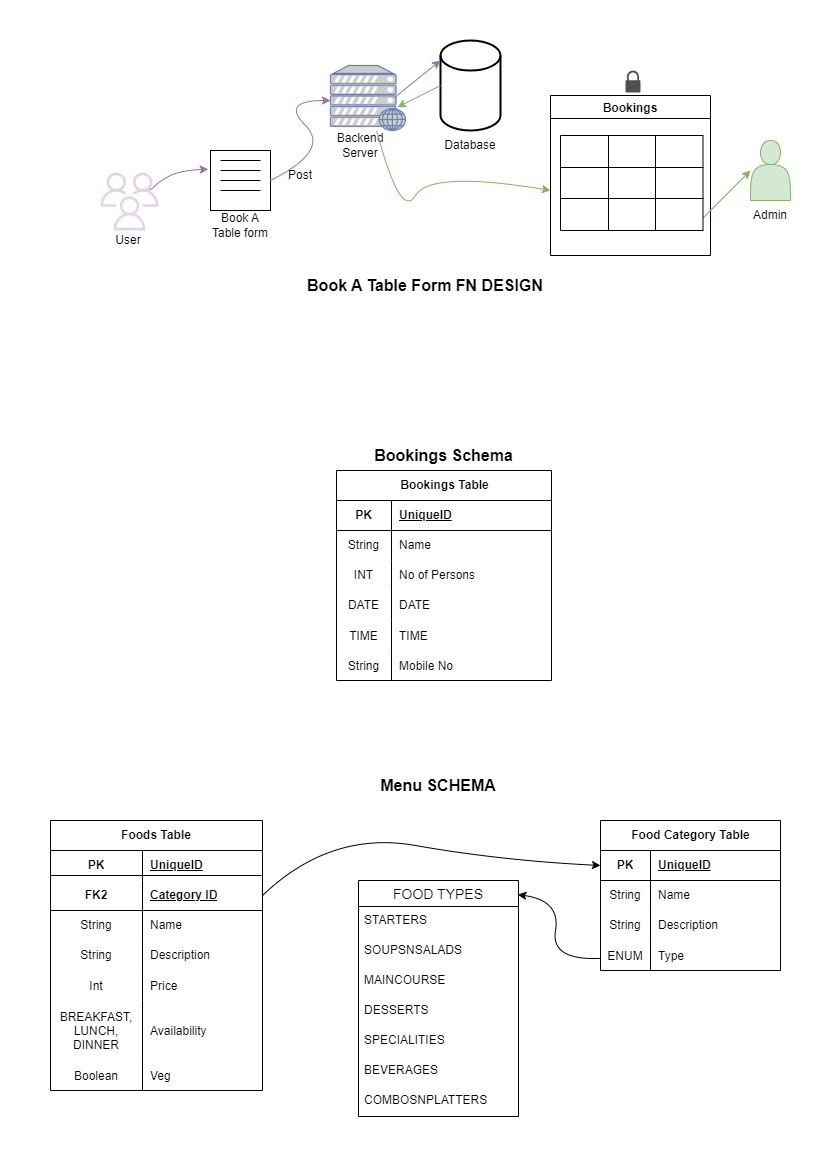 Bookings
Backend
Server
Database
Post
User
Book A
Table form
Admin
Book A Table Form FN DESIGN
Bookings Schema
Bookings Table
PK UniqueID
String Name
INT No of Persons
DATE DATE
TIME TIME
String Mobile No
Menu SCHEMA
Foods Table
PK UniqueID
FK2 Category ID
String Name
String Description
Int Price
BREAKFAST,
LUNCH,
DINNER
Availability
Boolean Veg
FOOD TYPES
STARTERS
SOUPSNSALADS
MAINCOURSE
DESSERTS
SPECIALITIES
BEVERAGES
COMBOSNPLATTERS
Food Category Table
PK UniqueID
String Name
String Description
ENUM Type